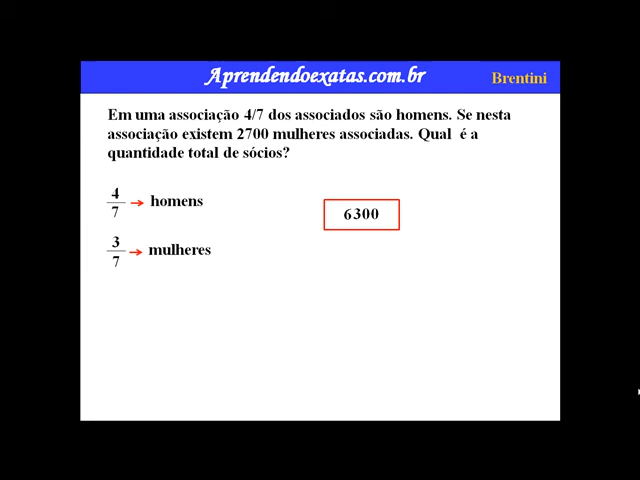 Aprendendoexatas.com.br
Brentini
Em uma associação 4/7 dos associados são homens. Se nesta
associação existem 2700 mulheres associadas. Qual é a
quantidade total de sócios?
4/7 → homens
6300
3/7 → mulheres